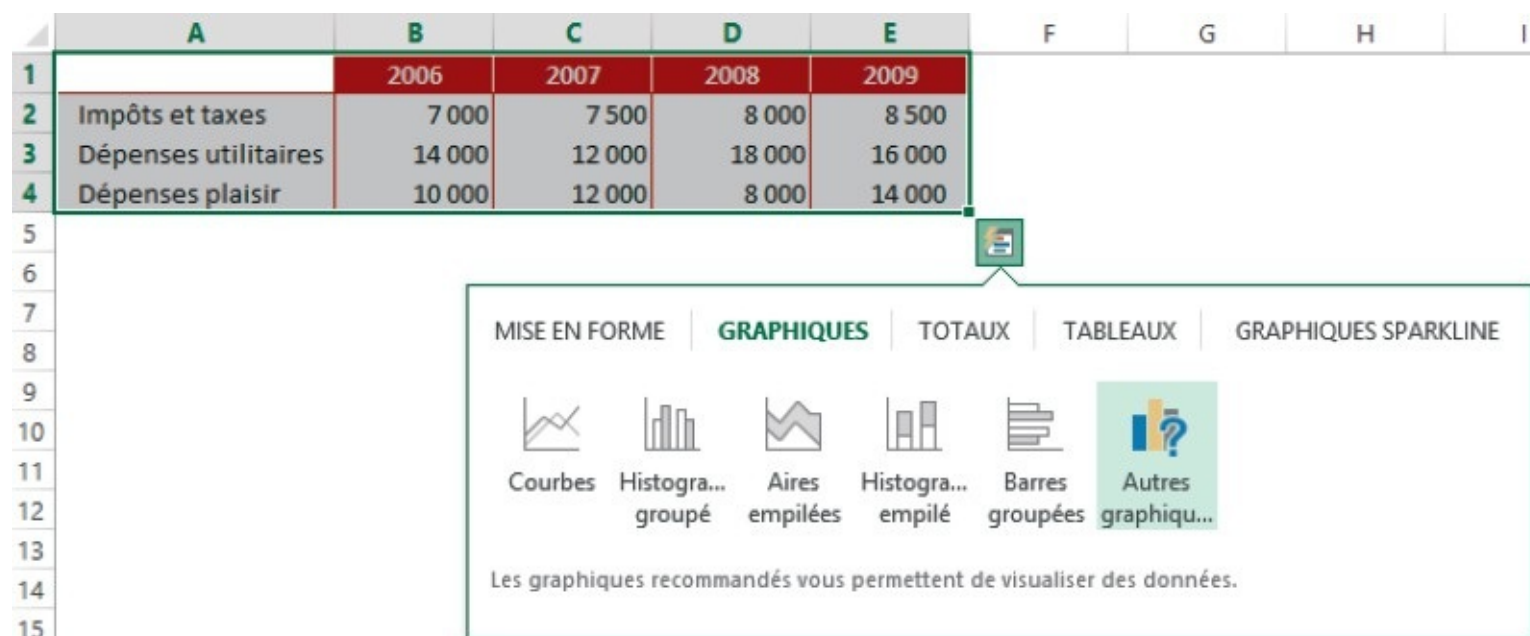 A B C D E F G H I
1 2006 2007 2008 2009
2 Impôts et taxes 7 000 7 500 8 000 8 500
3 Dépenses utilitaires 14 000 12 000 18 000 16 000
4 Dépenses plaisir 10 000 12 000 8 000 14 000
5
6
7
MISE EN FORME GRAPHIQUES TOTAUX TABLEAUX GRAPHIQUES SPARKLINE
8
9
10
11
Courbes Histogra... Aires Histogra... Barres Autres
12
groupé empilées empilé groupées graphiqu...
13
14
Les graphiques recommandés vous permettent de visualiser des données.
15